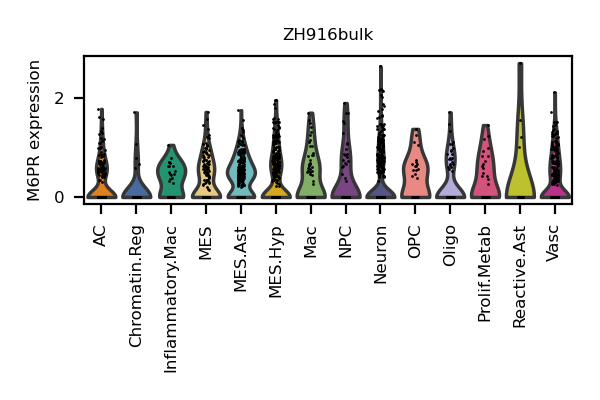 ZH916bulk
M6PR expression
2
0
AC
Chromatin.Reg
Inflammatory.Mac
MES
MES.Ast
MES.Hyp
Mac
NPC
Neuron
OPC
Oligo
Prolif.Metab
Reactive.Ast
Vasc